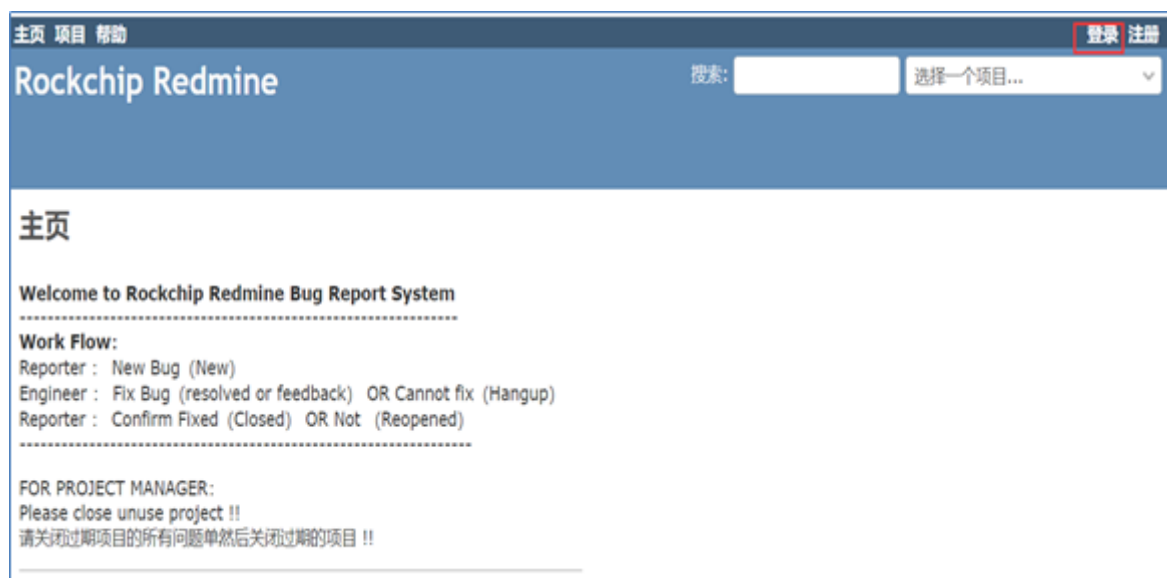 主页 项目 帮助 登录 注册
Rockchip Redmine 搜索: 选择一个项目...
主页
Welcome to Rockchip Redmine Bug Report System
--------------------------------------------------------------
Work Flow:
Reporter : New Bug (New)
Engineer : Fix Bug (resolved or feedback) OR Cannot fix (Hangup)
Reporter : Confirm Fixed (Closed) OR Not (Reopened)
----------------------------------------------------------------
FOR PROJECT MANAGER:
Please close unuse project !!
请关闭过期项目的所有问题单然后关闭过期的项目 !!